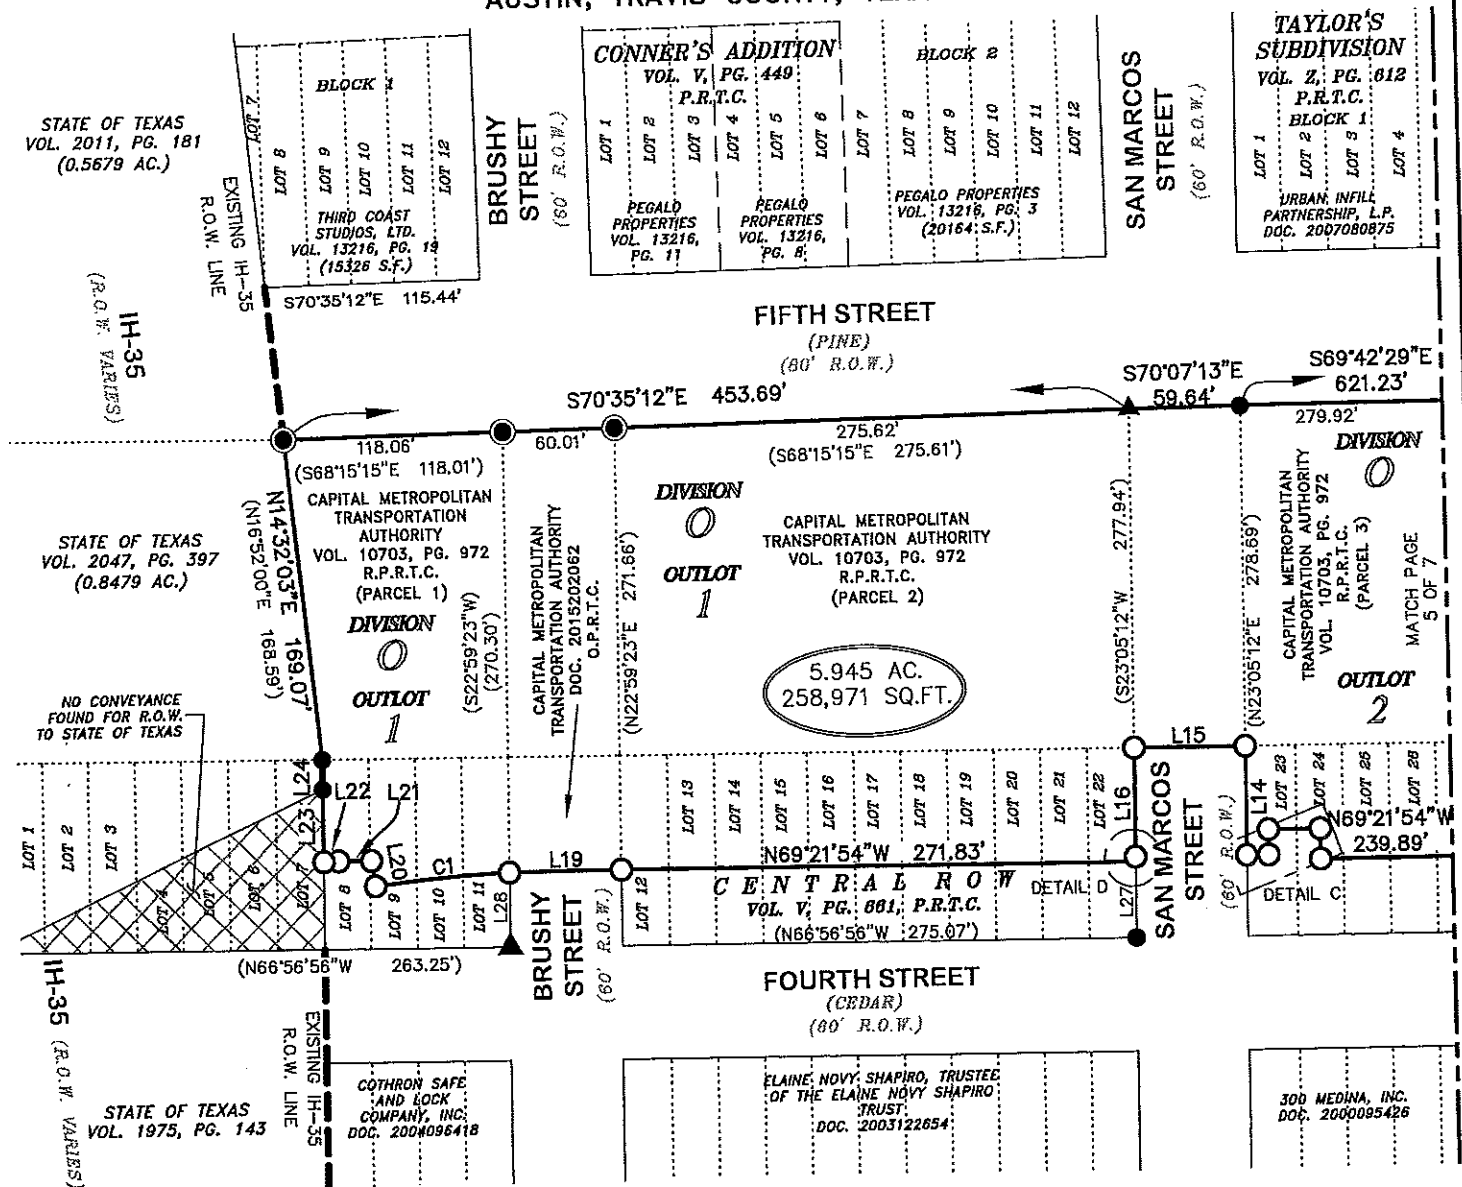 AUSTIN, TRAVIS COUNTY,
STATE OF TEXAS
VOL. 2011, PG. 181
(0.5679 AC.)
LOT 7
LOT 8
LOT 9
LOT 10
LOT 11
LOT 12
BLOCK 1
THIRD COAST
STUDIOS, LTD.
VOL. 13216, PG. 19
(15326 S.F.)
EXISTING IH-35
R.O.W. LINE
S70°35'12"E 115.44'
BRUSHY
STREET
(60' R.O.W.)
CONNER'S ADDITION
VOL. V, PG. 449
P.R.T.C.
LOT 1
LOT 2
LOT 3
LOT 4
LOT 5
LOT 6
LOT 7
LOT 8
LOT 9
LOT 10
LOT 11
LOT 12
BLOCK 2
PEGALO
PROPERTIES
VOL. 13216,
PG. 11
PEGALO
PROPERTIES
VOL. 13216,
PG. 8
PEGALO PROPERTIES
VOL. 13216, PG. 3
(20164 S.F.)
SAN MARCOS
STREET
(60' R.O.W.)
TAYLOR'S
SUBDIVISION
VOL. Z, PG. 612
P.R.T.C.
BLOCK 1
LOT 1
LOT 2
LOT 3
LOT 4
URBAN INFILL
PARTNERSHIP, L.P.
DOC. 2007080875
IH-35
(R.O.W. VARIES)
FIFTH STREET
(PINE)
(80' R.O.W.)
S70°35'12"E 453.69'
S70°07'13"E
59.64'
S69°42'29"E
621.23'
118.06'
(S68°15'15"E 118.01')
60.01'
275.62'
(S68°15'15"E 275.61')
279.92'
N14°32'03"E 169.07'
(N16°52'00"E 168.59')
STATE OF TEXAS
VOL. 2047, PG. 397
(0.8479 AC.)
CAPITAL METROPOLITAN
TRANSPORTATION
AUTHORITY
VOL. 10703, PG. 972
R.P.R.T.C.
(PARCEL 1)
DIVISION
O
OUTLOT
1
(S22°59'23"W
(270.30')
CAPITAL METROPOLITAN
TRANSPORTATION AUTHORITY
DOC. 2015202062
O.P.R.T.C.
(N22°59'23"E 271.66')
DIVISION
O
OUTLOT
1
CAPITAL METROPOLITAN
TRANSPORTATION AUTHORITY
VOL. 10703, PG. 972
R.P.R.T.C.
(PARCEL 2)
5.945 AC.
258,971 SQ.FT.
(S23°05'12"W 277.94')
(N23°05'12"E 278.69')
CAPITAL METROPOLITAN
TRANSPORTATION AUTHORITY
VOL. 10703, PG. 972
R.P.R.T.C.
(PARCEL 3)
DIVISION
O
MATCH PAGE
5 OF 7
OUTLOT
2
NO CONVEYANCE
FOUND FOR R.O.W.
TO STATE OF TEXAS
LOT 1
LOT 2
LOT 3
LOT 4
LOT 5
LOT 6
LOT 7
LOT 8
LOT 9
LOT 10
LOT 11
L24
L23
L22
L21
L20
C1
L28
L19
LOT 12
LOT 13
LOT 14
LOT 15
LOT 16
LOT 17
LOT 18
LOT 19
LOT 20
LOT 21
LOT 22
N69°21'54"W 271.83'
CENTRAL ROW
VOL. V, PG. 661, P.R.T.C.
(N66°56'56"W 275.07')
DETAIL D
L16
L27
L15
SAN MARCOS
STREET
(60' R.O.W.)
L14
LOT 23
LOT 24
LOT 25
LOT 26
N69°21'54"W
239.89'
DETAIL C
(N66°56'56"W 263.25')
BRUSHY
STREET
(60' R.O.W.)
FOURTH STREET
(CEDAR)
(80' R.O.W.)
IH-35 (R.O.W. VARIES)
EXISTING IH-35
R.O.W. LINE
STATE OF TEXAS
VOL. 1975, PG. 143
COTHRON SAFE
AND LOCK
COMPANY, INC.
DOC. 2004096418
ELAINE NOVY SHAPIRO, TRUSTEE
OF THE ELAINE NOVY SHAPIRO
TRUST
DOC. 2003122654
300 MEDINA, INC.
DOC. 2000095426